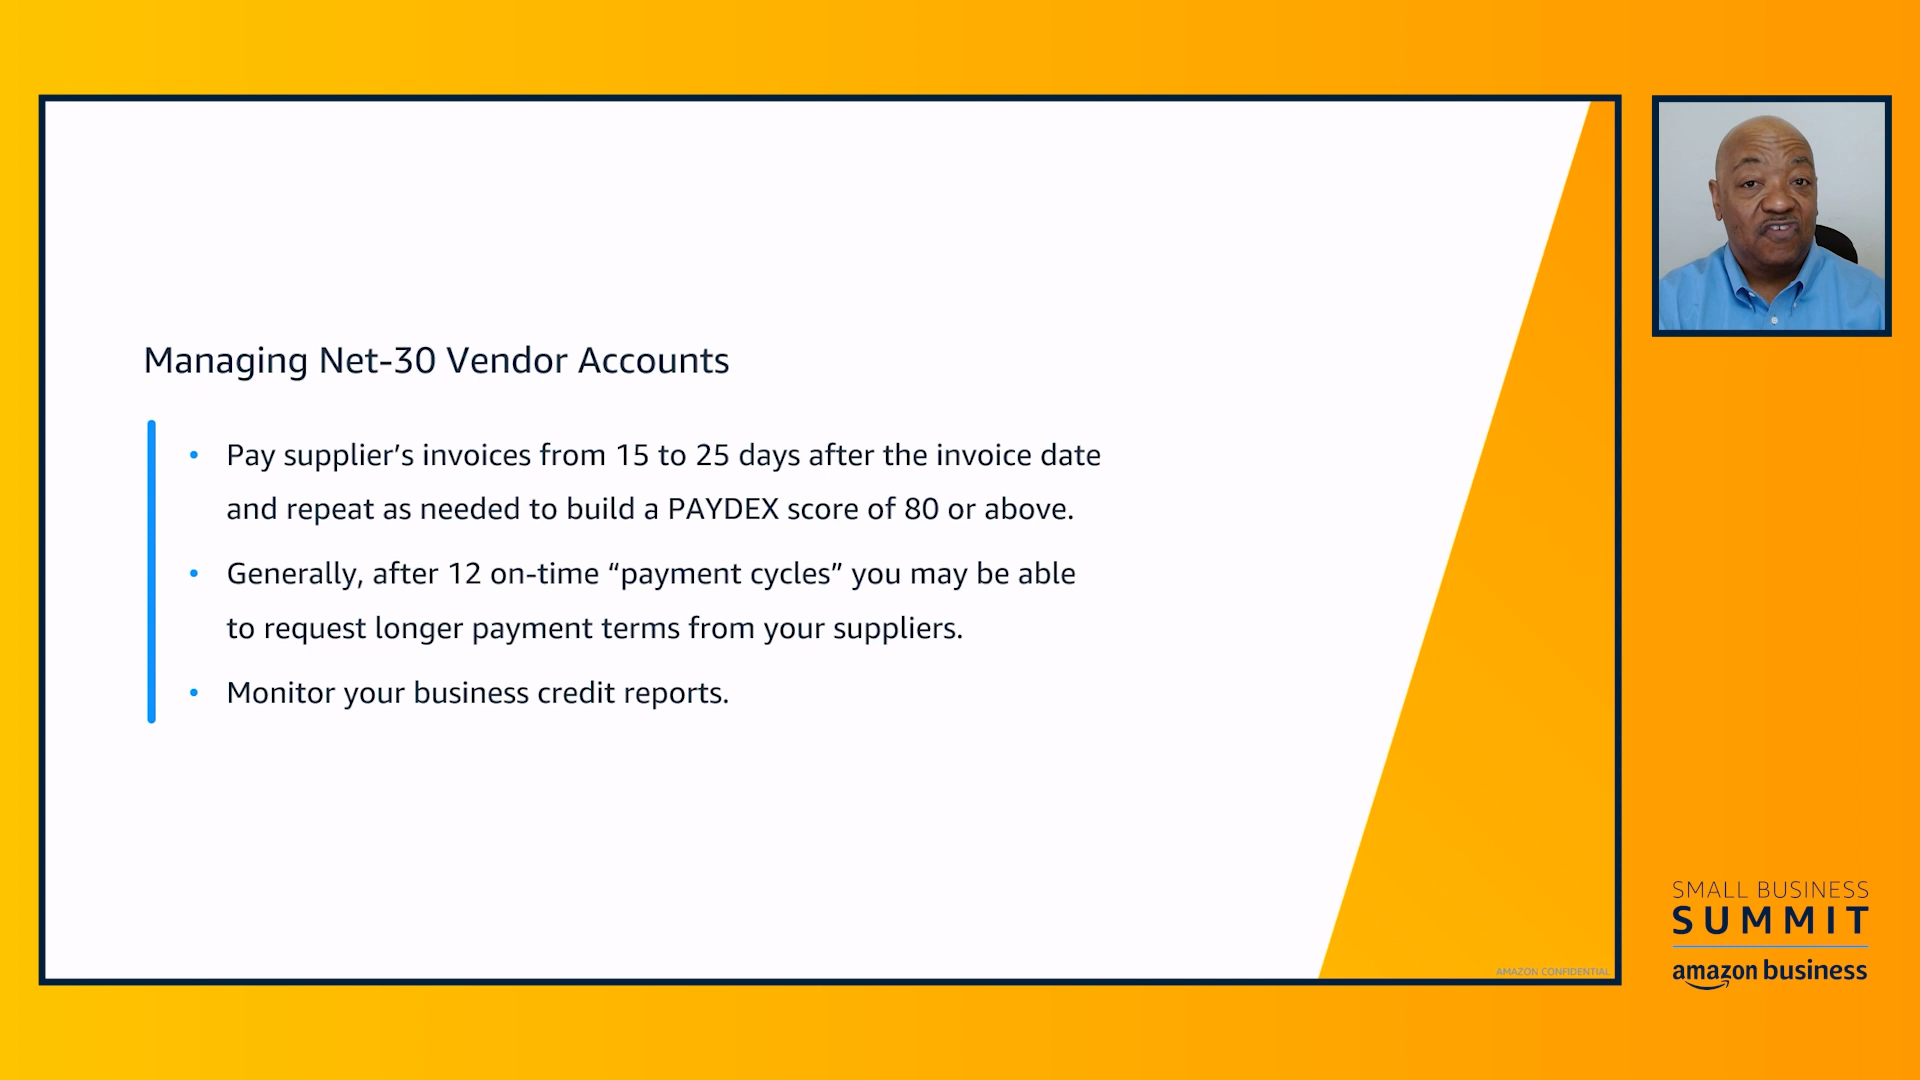 Managing Net-30 Vendor Accounts
• Pay supplier’s invoices from 15 to 25 days after the invoice date
and repeat as needed to build a PAYDEX score of 80 or above.
• Generally, after 12 on-time “payment cycles” you may be able
to request longer payment terms from your suppliers.
• Monitor your business credit reports.
AMAZON CONFIDENTIAL
SMALL BUSINESS
SUMMIT
amazon business